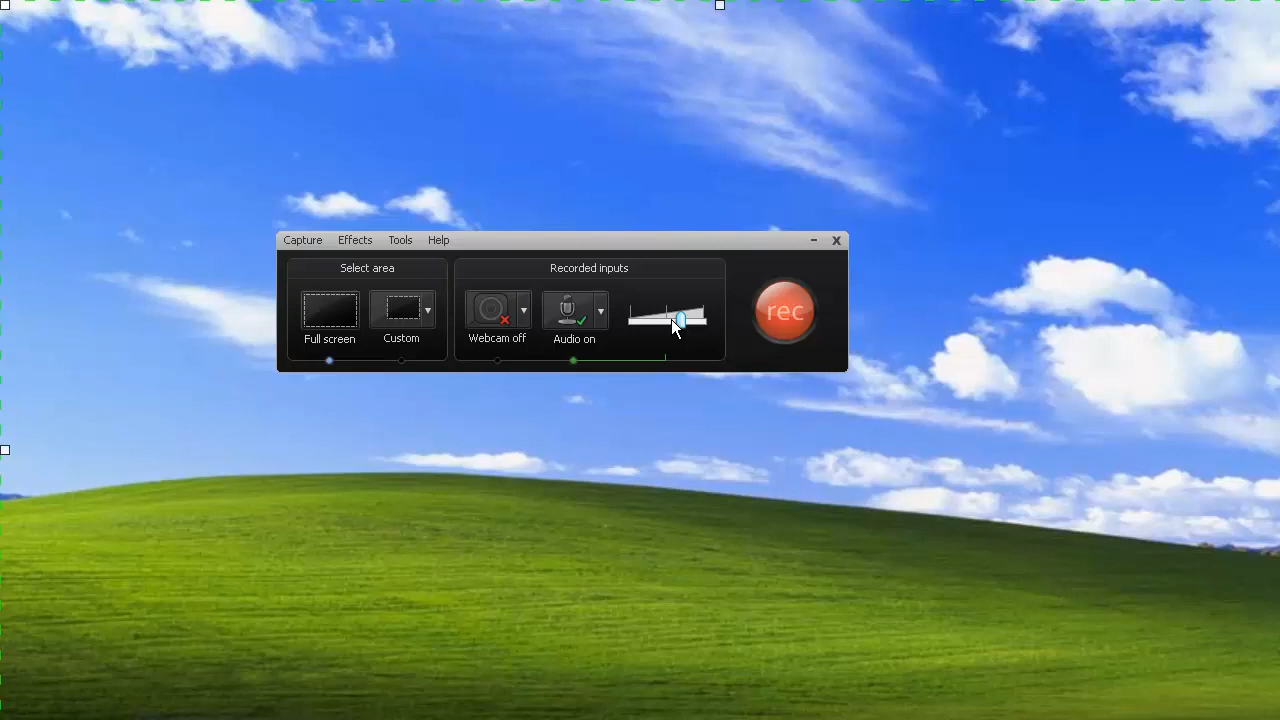 Capture Effects Tools Help
Select area
Recorded inputs
Full screen
Custom
Webcam off
Audio on
rec